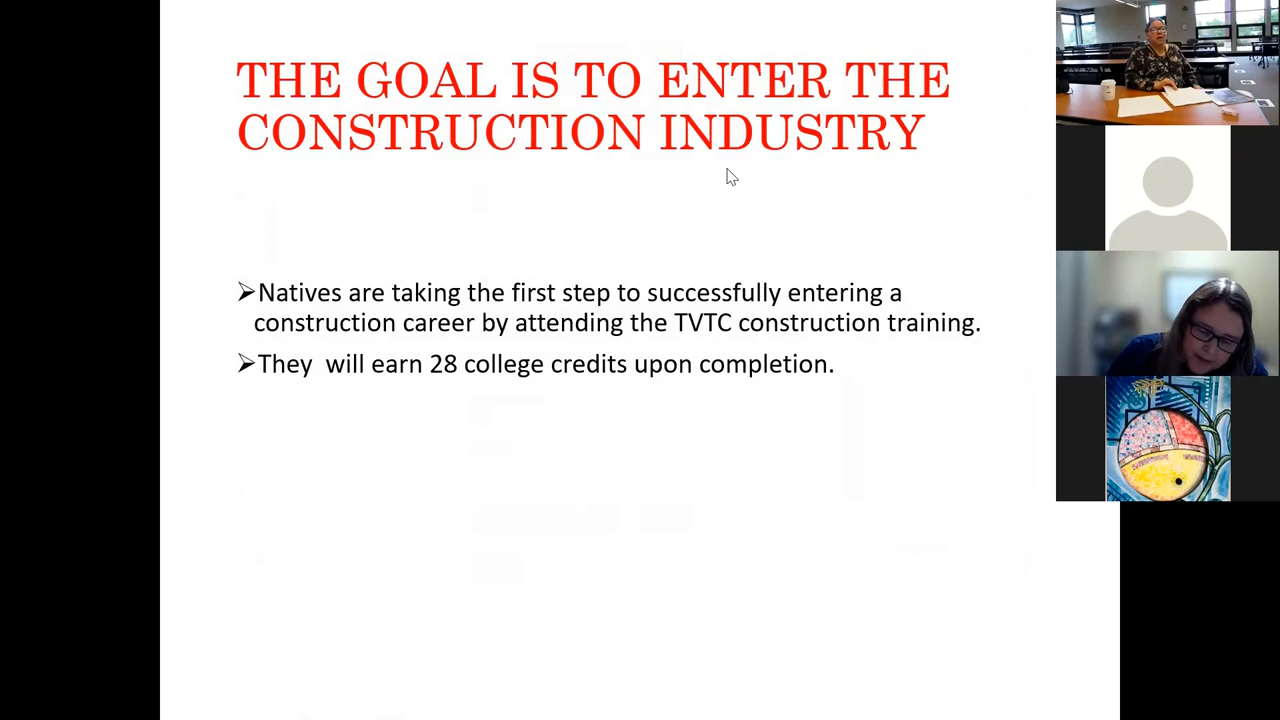 THE GOAL IS TO ENTER THE
CONSTRUCTION INDUSTRY
➢Natives are taking the first step to successfully entering a
construction career by attending the TVTC construction training.
➢They  will earn 28 college credits upon completion.